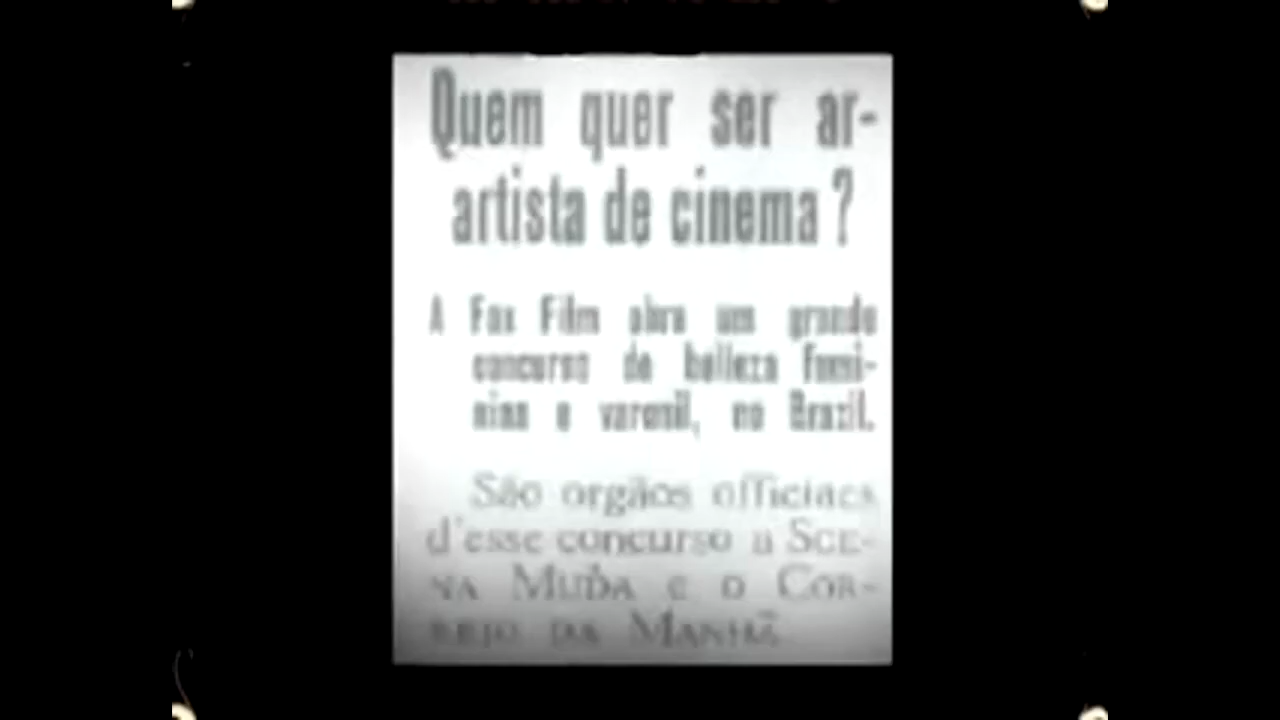 Quem quer ser ar-
artista de cinema?
A Fox Film abre um grande
concurso de belleza femi-
nina e varonil, no Brazil.
São orgãos officiaes
d'esse concurso a SCE-
NA MUDA E O COR-
REIO DA MANHÃ